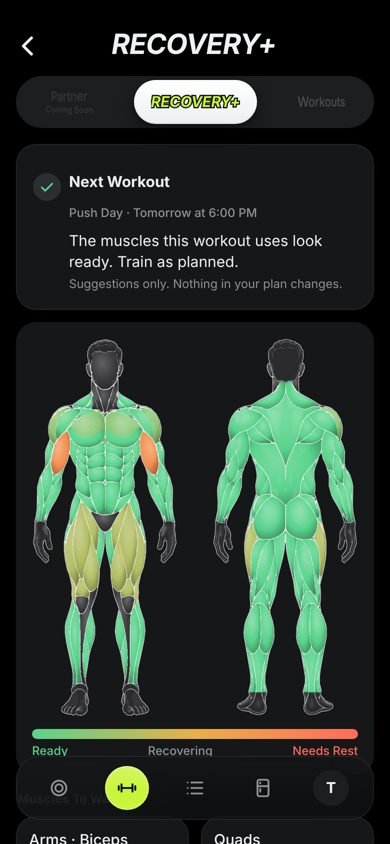 RECOVERY+
Partner
Coming Soon
RECOVERY+
Workouts
Next Workout
Push Day · Tomorrow at 6:00 PM
The muscles this workout uses look
ready. Train as planned.
Suggestions only. Nothing in your plan changes.
Ready
Recovering
Needs Rest
Muscles To
T
Arms · Biceps
Quads